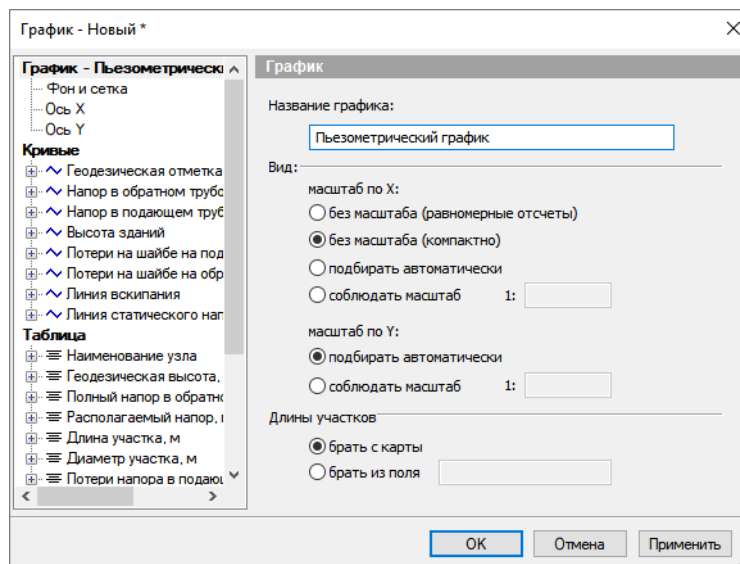 График - Новый *
График - Пьезометрически
Фон и сетка
Ось X
Ось Y
Кривые
Геодезическая отметка
Напор в обратном трубо
Напор в подающем труб
Высота зданий
Потери на шайбе на под
Потери на шайбе на обр
Линия вскипания
Линия статического нап
Таблица
Наименование узла
Геодезическая высота,
Полный напор в обратно
Располагаемый напор, м
Длина участка, м
Диаметр участка, м
Потери напора в подающ
График
Название графика:
Пьезометрический график
Вид:
масштаб по X:
без масштаба (равномерные отсчеты)
без масштаба (компактно)
подбирать автоматически
соблюдать масштаб 1:
масштаб по Y:
подбирать автоматически
соблюдать масштаб 1:
Длины участков
брать с карты
брать из поля
OK Отмена Применить